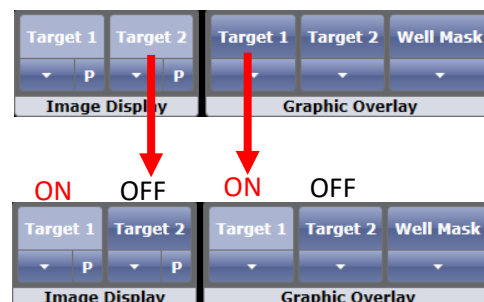 Target 1 Target 2 Target 1 Target 2 Well Mask
P P
Image Display Graphic Overlay
ON OFF ON OFF
Target 1 Target 2 Target 1 Target 2 Well Mask
P P
Image Display Graphic Overlay